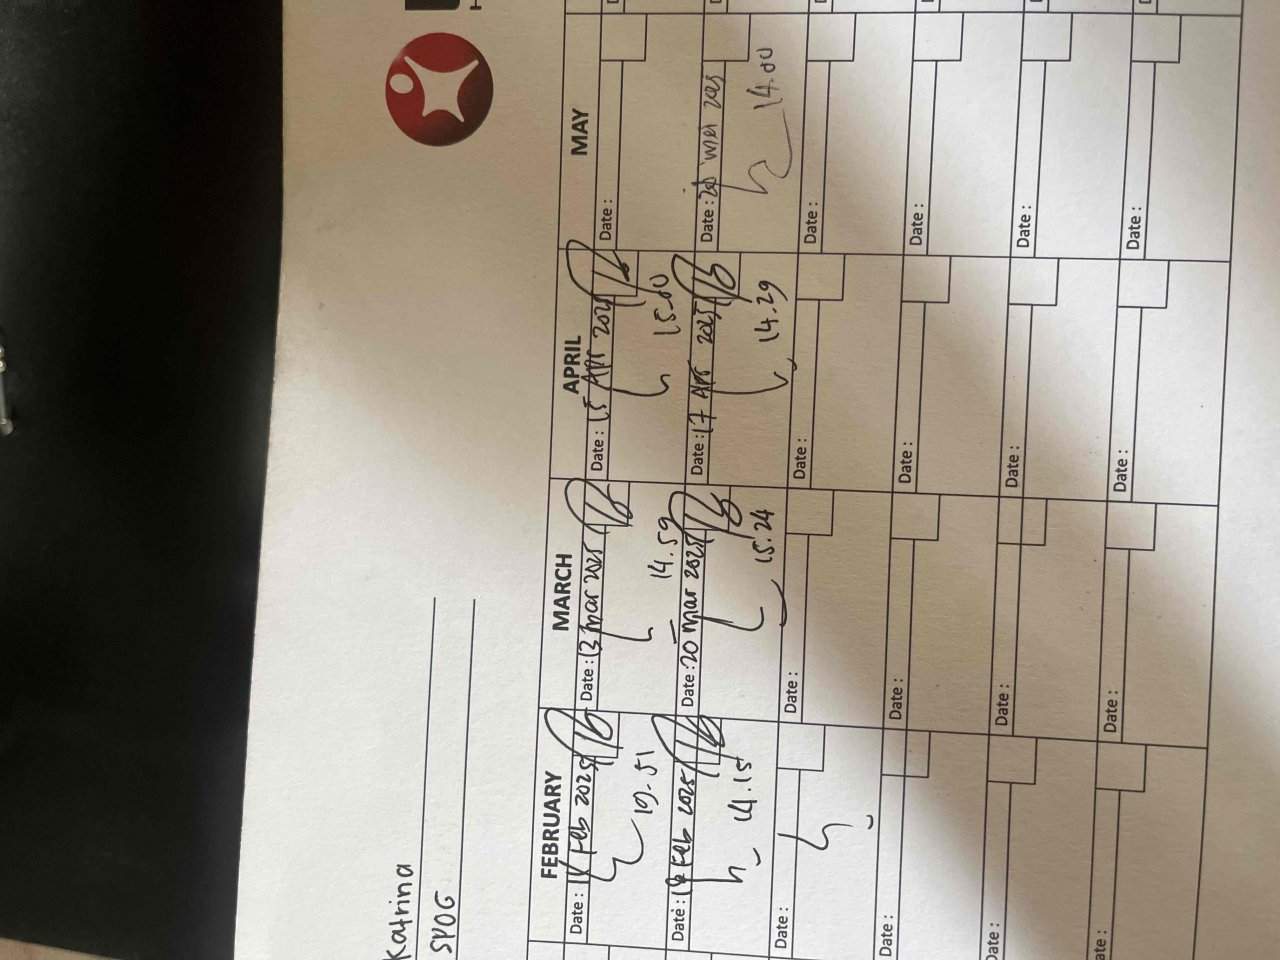 Katrina
SPOG
FEBRUARY MARCH APRIL MAY
Date : Feb 2025 Date : 13 mar 2025 Date : 15 Apr 2025 Date :
19.51 14.59 15.00
Date : Feb 2025 Date : 20 mar 2025 Date : 17 Apr 2025 Date : 2025
14.15 15.24 14.29 14.00
Date : Date : Date : Date :
Date : Date : Date : Date :
Date : Date : Date : Date :
Date : Date : Date :